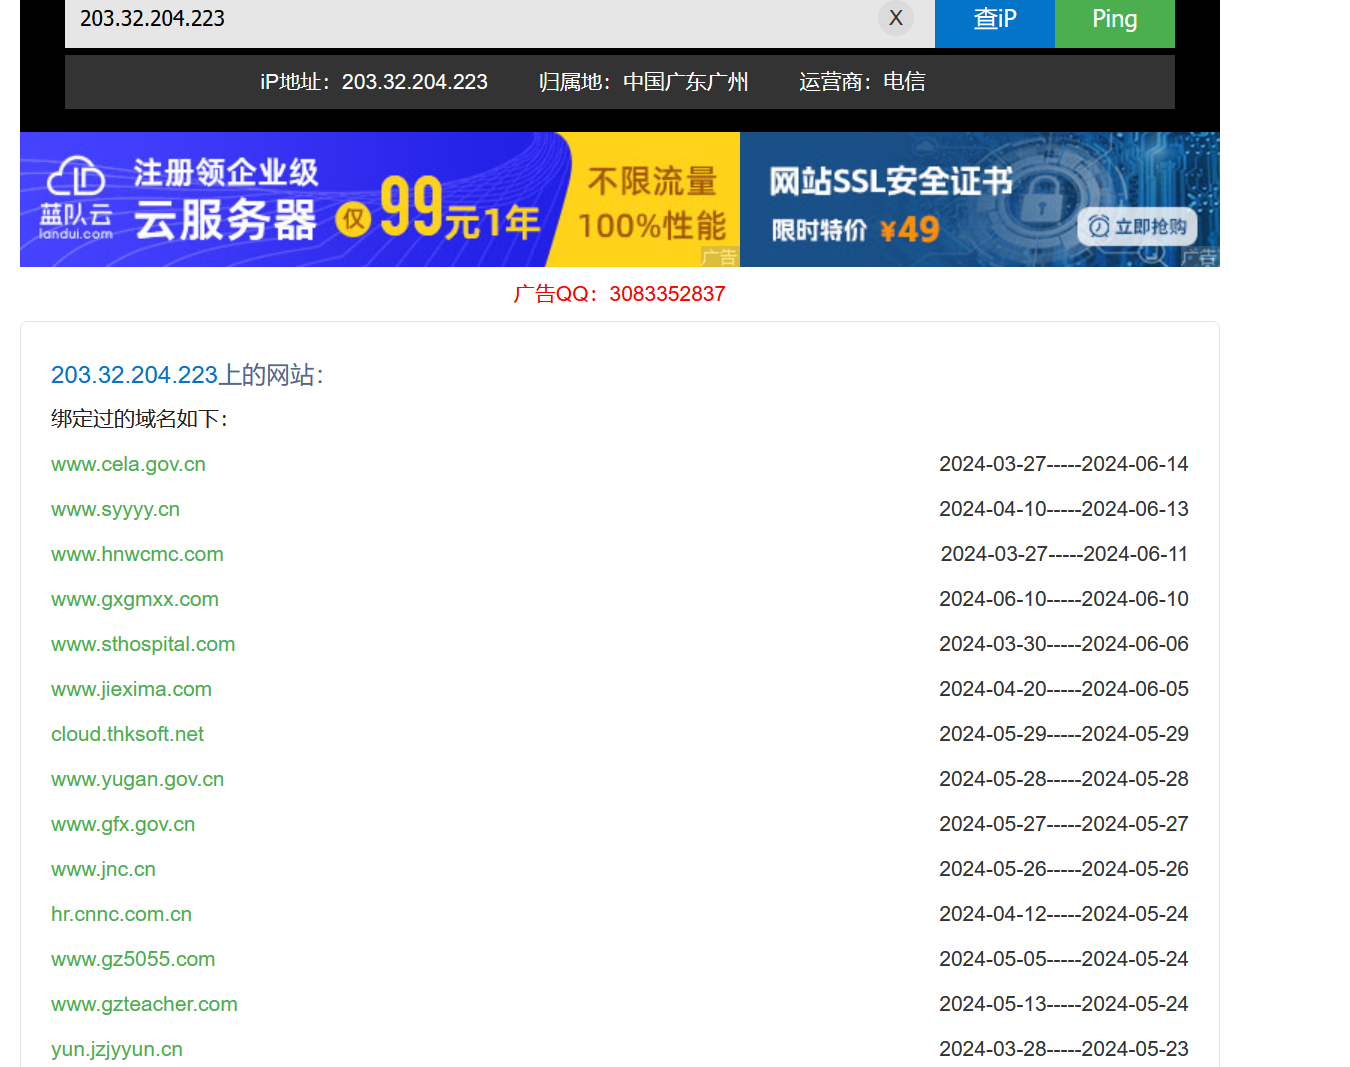 203.32.204.223 X 查iP Ping
iP地址：203.32.204.223 归属地：中国广东广州 运营商：电信
蓝队云
landui.com
注册领企业级
云服务器 仅99元1年
不限流量
100%性能
广告
网站SSL安全证书
限时特价 ¥49
立即抢购
广告
广告QQ：3083352837
203.32.204.223上的网站：
绑定过的域名如下：
www.cela.gov.cn 2024-03-27-----2024-06-14
www.syyyy.cn 2024-04-10-----2024-06-13
www.hnwcmc.com 2024-03-27-----2024-06-11
www.gxgmxx.com 2024-06-10-----2024-06-10
www.sthospital.com 2024-03-30-----2024-06-06
www.jiexima.com 2024-04-20-----2024-06-05
cloud.thksoft.net 2024-05-29-----2024-05-29
www.yugan.gov.cn 2024-05-28-----2024-05-28
www.gfx.gov.cn 2024-05-27-----2024-05-27
www.jnc.cn 2024-05-26-----2024-05-26
hr.cnnc.com.cn 2024-04-12-----2024-05-24
www.gz5055.com 2024-05-05-----2024-05-24
www.gzteacher.com 2024-05-13-----2024-05-24
yun.jzjyyun.cn 2024-03-28-----2024-05-23